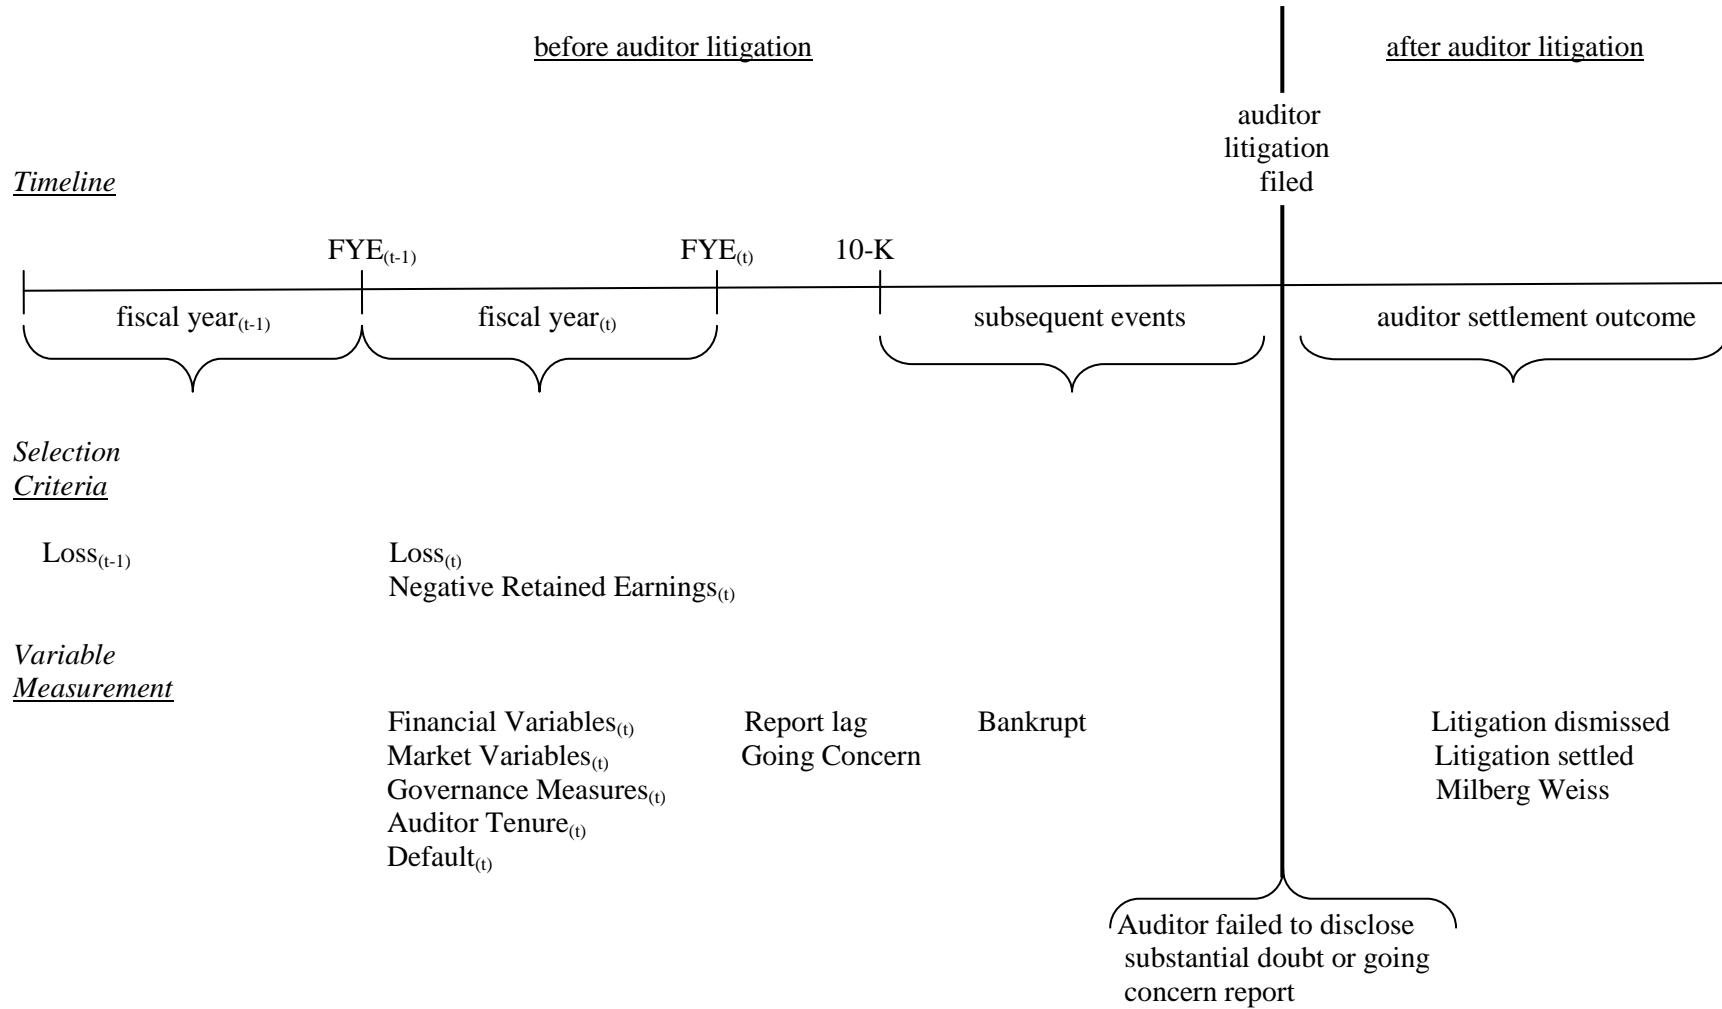 before auditor litigation
after auditor litigation
auditor
litigation
filed
Timeline
FYE(t-1)
FYE(t)
10-K
fiscal year(t-1)
fiscal year(t)
subsequent events
auditor settlement outcome
Selection
Criteria
Loss(t-1)
Loss(t)
Negative Retained Earnings(t)
Variable
Measurement
Financial Variables(t)
Market Variables(t)
Governance Measures(t)
Auditor Tenure(t)
Default(t)
Report lag
Going Concern
Bankrupt
Litigation dismissed
Litigation settled
Milberg Weiss
Auditor failed to disclose
substantial doubt or going
concern report